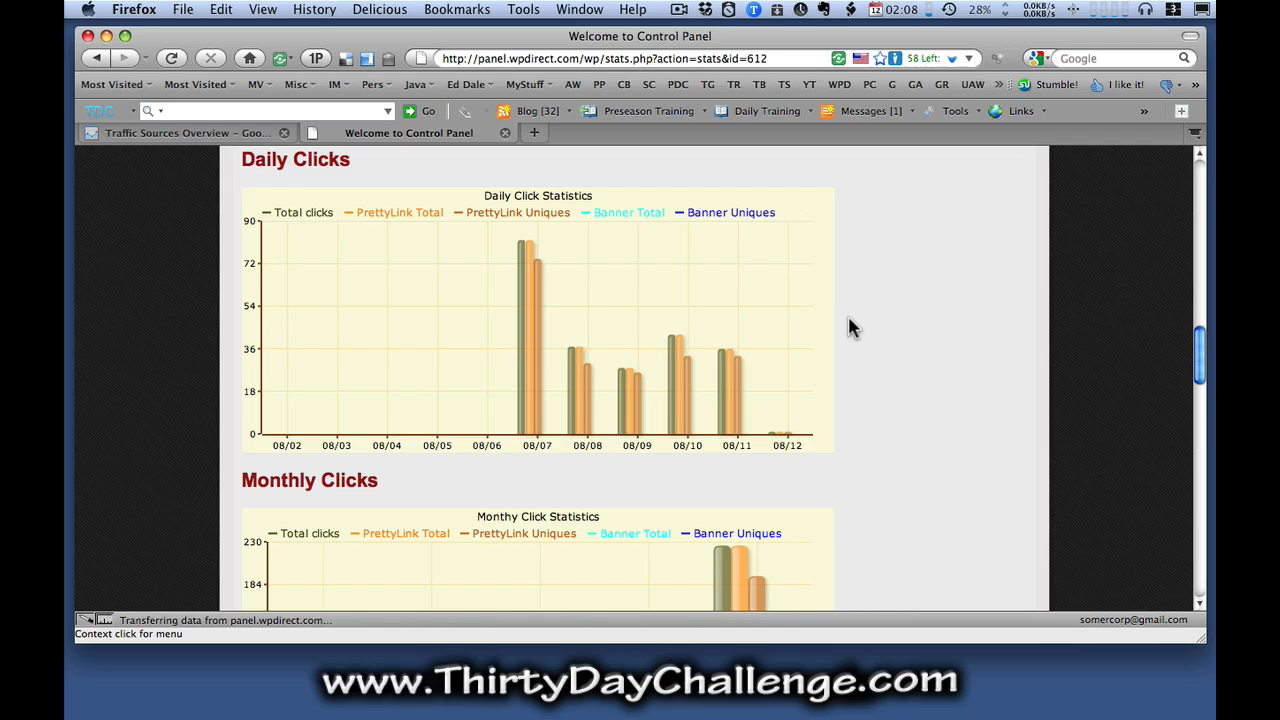 Firefox File Edit View History Delicious Bookmarks Tools Window Help 12 02:08 28% 0.0KB/s 0.0KB/s 3
Welcome to Control Panel
1P http://panel.wpdirect.com/wp/stats.php?action=stats&id=612 58 Left: Google
Most Visited Most Visited MV Misc IM Pers Java Ed Dale MyStuff AW PP CB SC PDC TG TR TB TS YT WPD PC G GA GR UAW » Stumble! I like it! »
TDC Go Blog [32] Preseason Training Daily Training Messages [1] Tools Links »
Traffic Sources Overview – Goo... Welcome to Control Panel
Daily Clicks
Daily Click Statistics
Total clicks PrettyLink Total PrettyLink Uniques Banner Total Banner Uniques
90
72
54
36
18
0
08/02 08/03 08/04 08/05 08/06 08/07 08/08 08/09 08/10 08/11 08/12
Monthly Clicks
Monthy Click Statistics
Total clicks PrettyLink Total PrettyLink Uniques Banner Total Banner Uniques
230
184
Transferring data from panel.wpdirect.com... somercorp@gmail.com
Context click for menu
www.ThirtyDayChallenge.com